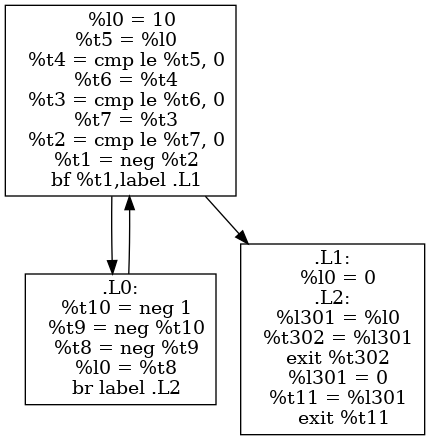 %l0 = 10
%t5 = %l0
%t4 = cmp le %t5, 0
%t6 = %t4
%t3 = cmp le %t6, 0
%t7 = %t3
%t2 = cmp le %t7, 0
%t1 = neg %t2
bf %t1,label .L1
.L0:
%t10 = neg 1
%t9 = neg %t10
%t8 = neg %t9
%l0 = %t8
br label .L2
.L1:
%l0 = 0
.L2:
%l301 = %l0
%t302 = %l301
exit %t302
%l301 = 0
%t11 = %l301
exit %t11